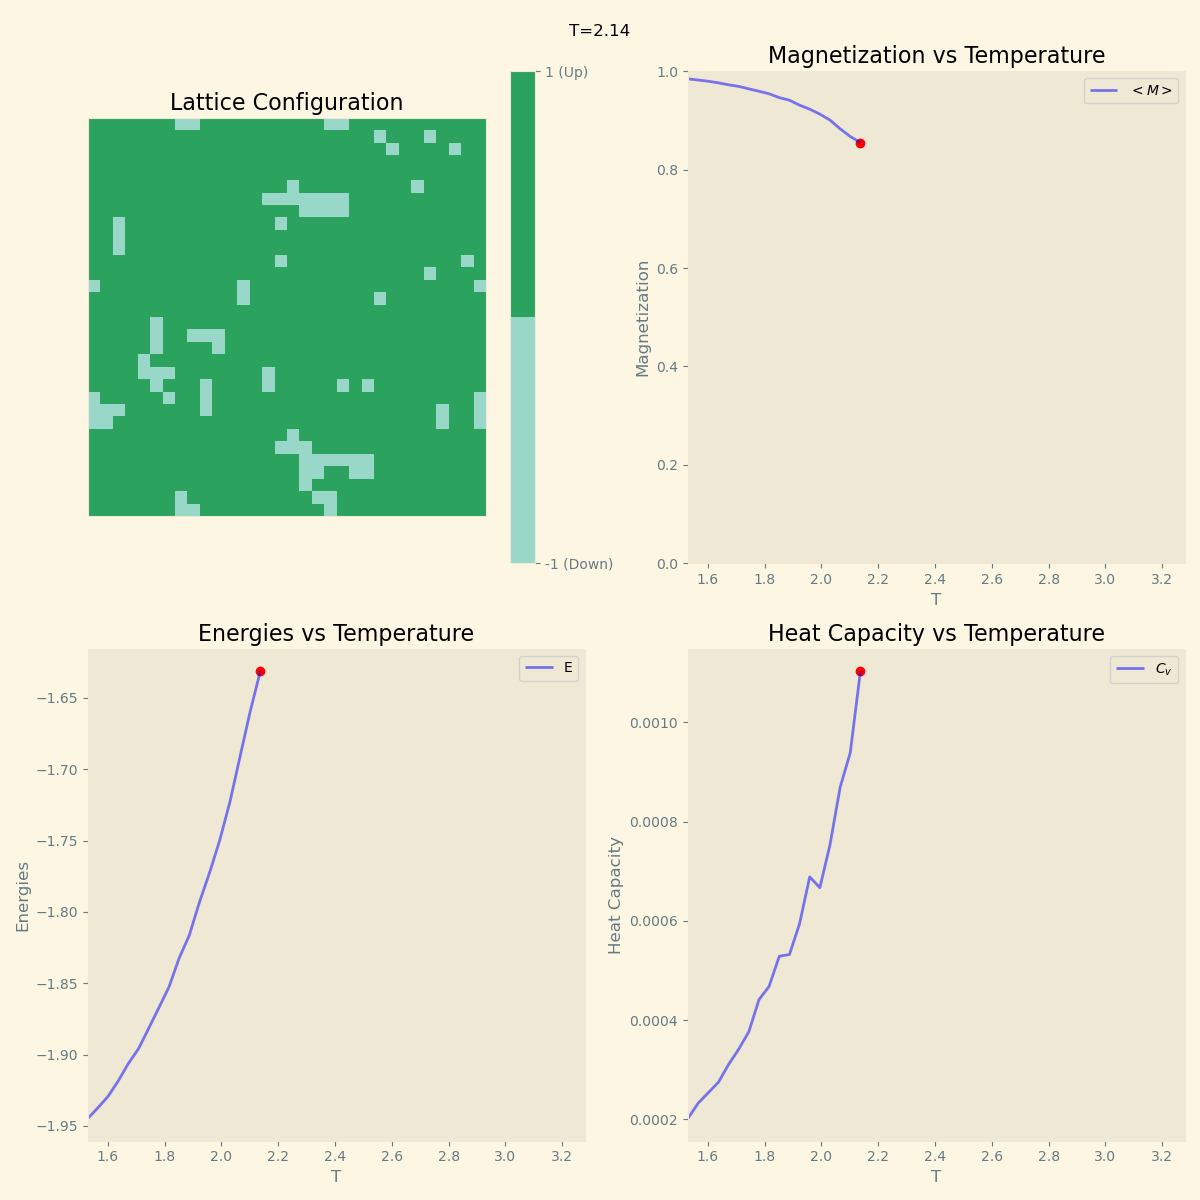 T=2.14
Lattice Configuration
1 (Up)
-1 (Down)
Magnetization vs Temperature
<M>
1.0
0.8
0.6
0.4
0.2
0.0
Magnetization
1.6 1.8 2.0 2.2 2.4 2.6 2.8 3.0 3.2
T
Energies vs Temperature
E
−1.65
−1.70
−1.75
−1.80
−1.85
−1.90
−1.95
Energies
1.6 1.8 2.0 2.2 2.4 2.6 2.8 3.0 3.2
T
Heat Capacity vs Temperature
Cv
0.0010
0.0008
0.0006
0.0004
0.0002
Heat Capacity
1.6 1.8 2.0 2.2 2.4 2.6 2.8 3.0 3.2
T